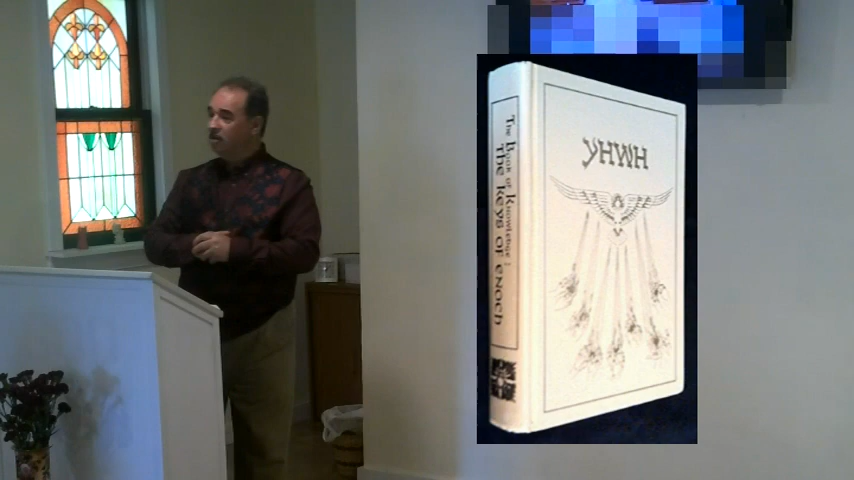 YHWH
The Book of Knowledge:
The Keys of Enoch